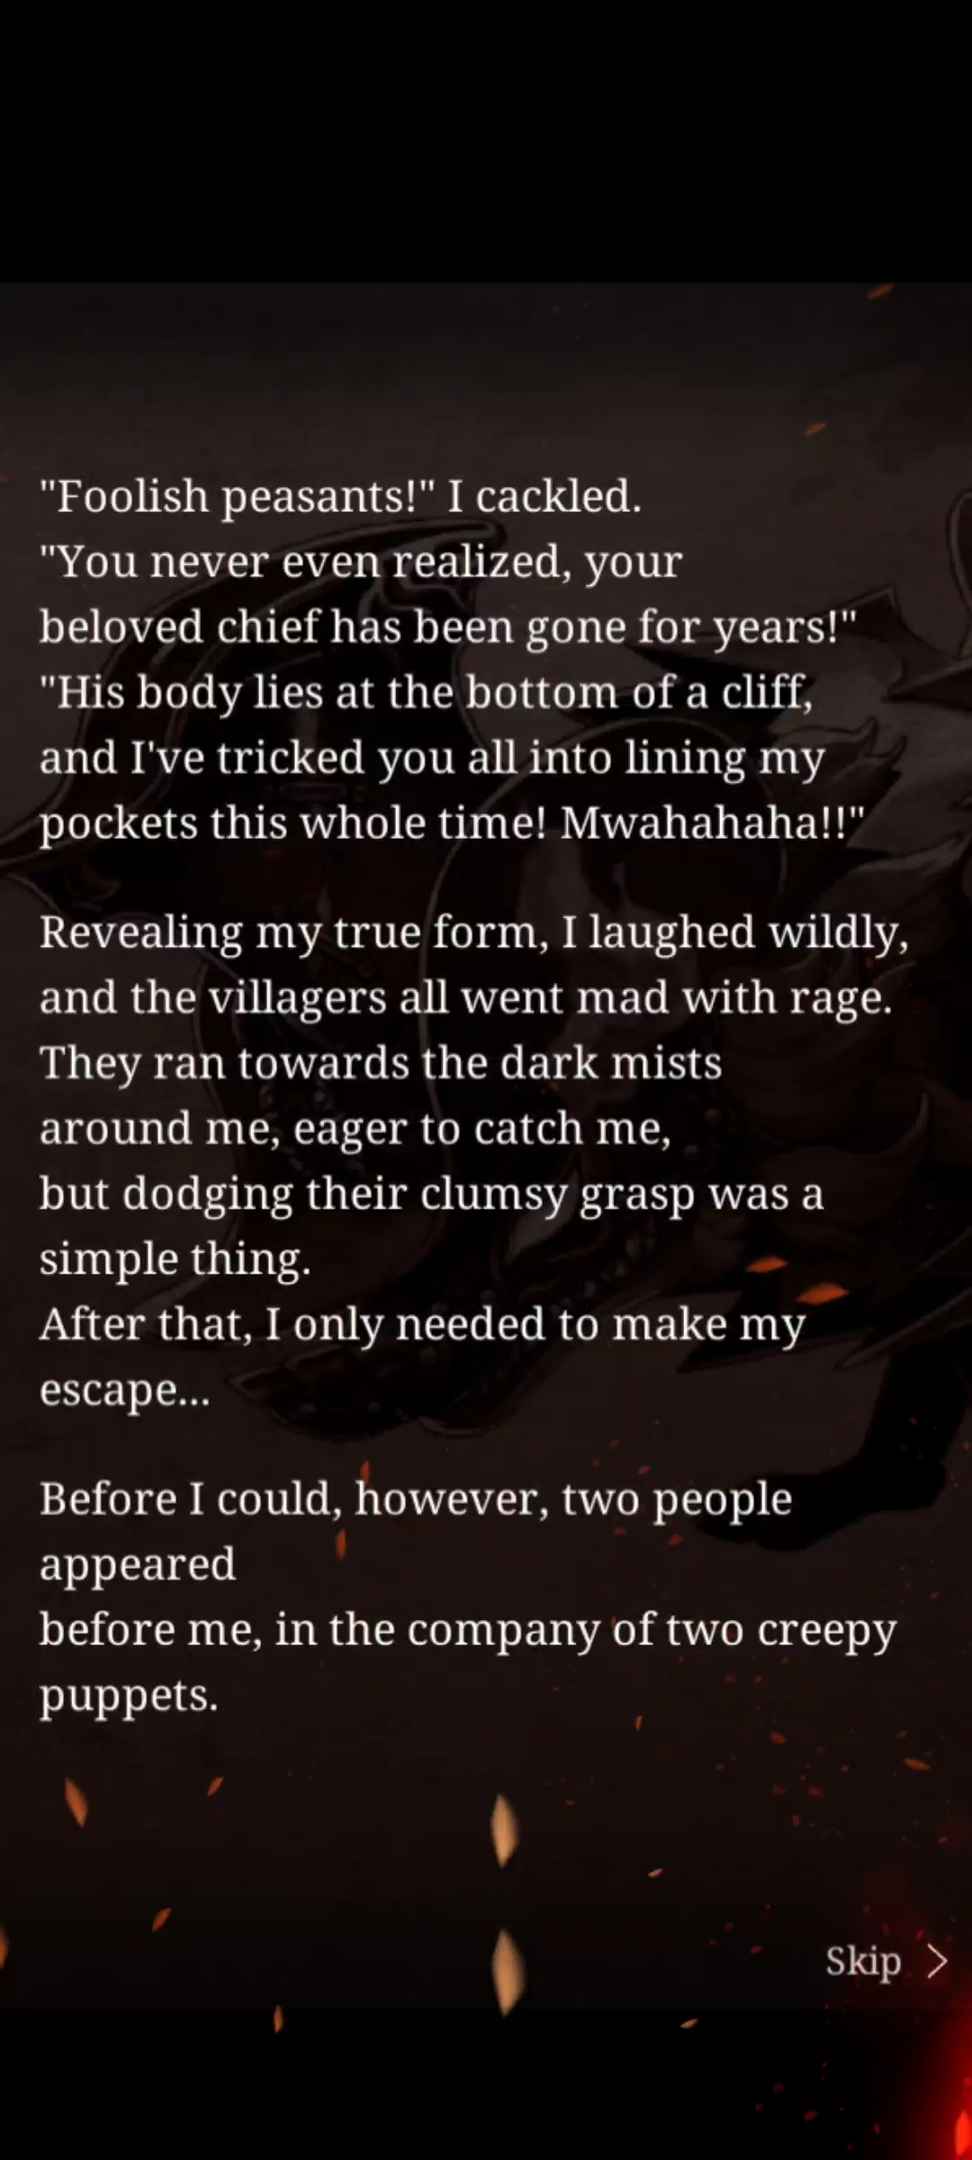 "Foolish peasants!" I cackled.
"You never even realized, your
beloved chief has been gone for years!"
"His body lies at the bottom of a cliff,
and I've tricked you all into lining my
pockets this whole time! Mwahahaha!!"
Revealing my true form, I laughed wildly,
and the villagers all went mad with rage.
They ran towards the dark mists
around me, eager to catch me,
but dodging their clumsy grasp was a
simple thing.
After that, I only needed to make my
escape...
Before I could, however, two people
appeared
before me, in the company of two creepy
puppets.
Skip >